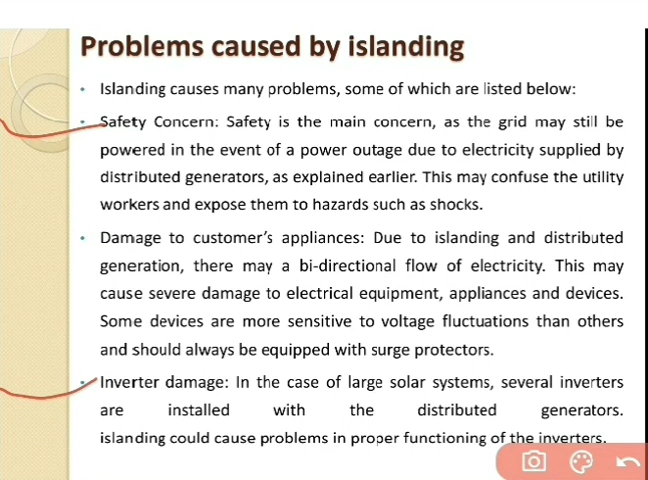 Problems caused by islanding
• Islanding causes many problems, some of which are listed below:
• Safety Concern: Safety is the main concern, as the grid may still be
powered in the event of a power outage due to electricity supplied by
distributed generators, as explained earlier. This may confuse the utility
workers and expose them to hazards such as shocks.
• Damage to customer’s appliances: Due to islanding and distributed
generation, there may a bi-directional flow of electricity. This may
cause severe damage to electrical equipment, appliances and devices.
Some devices are more sensitive to voltage fluctuations than others
and should always be equipped with surge protectors.
• Inverter damage: In the case of large solar systems, several inverters
are installed with the distributed generators.
islanding could cause problems in proper functioning of the inverters.